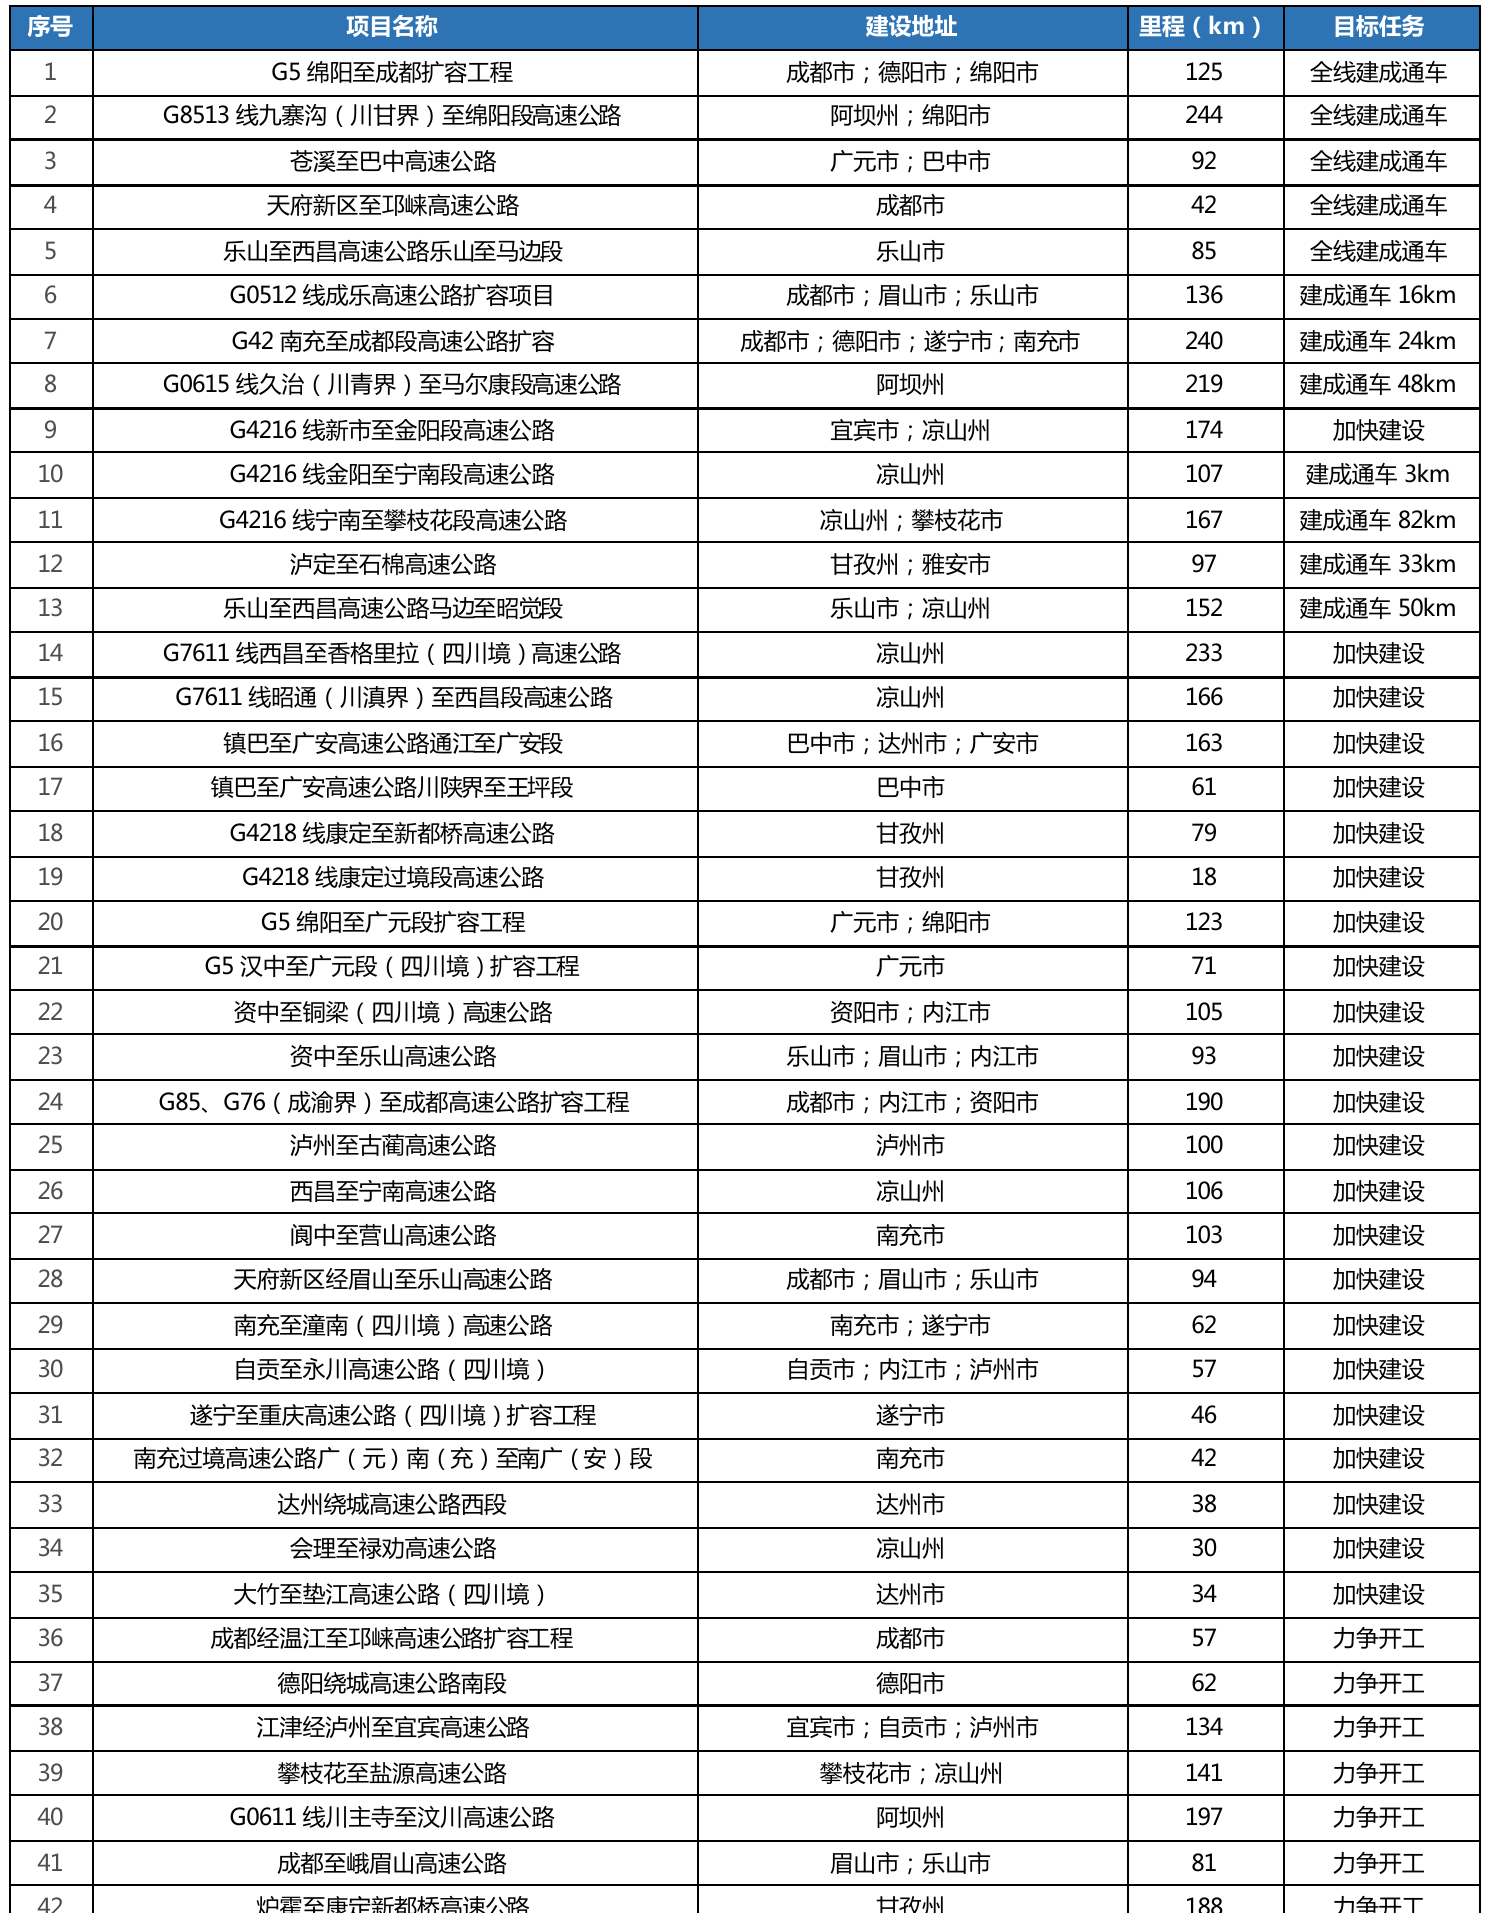 序号 项目名称 建设地址 里程（km） 目标任务
1 G5 绵阳至成都扩容工程 成都市；德阳市；绵阳市 125 全线建成通车
2 G8513 线九寨沟（川甘界）至绵阳段高速公路 阿坝州；绵阳市 244 全线建成通车
3 苍溪至巴中高速公路 广元市；巴中市 92 全线建成通车
4 天府新区至邛崃高速公路 成都市 42 全线建成通车
5 乐山至西昌高速公路乐山至马边段 乐山市 85 全线建成通车
6 G0512 线成乐高速公路扩容项目 成都市；眉山市；乐山市 136 建成通车 16km
7 G42 南充至成都段高速公路扩容 成都市；德阳市；遂宁市；南充市 240 建成通车 24km
8 G0615 线久治（川青界）至马尔康段高速公路 阿坝州 219 建成通车 48km
9 G4216 线新市至金阳段高速公路 宜宾市；凉山州 174 加快建设
10 G4216 线金阳至宁南段高速公路 凉山州 107 建成通车 3km
11 G4216 线宁南至攀枝花段高速公路 凉山州；攀枝花市 167 建成通车 82km
12 泸定至石棉高速公路 甘孜州；雅安市 97 建成通车 33km
13 乐山至西昌高速公路马边至昭觉段 乐山市；凉山州 152 建成通车 50km
14 G7611 线西昌至香格里拉（四川境）高速公路 凉山州 233 加快建设
15 G7611 线昭通（川滇界）至西昌段高速公路 凉山州 166 加快建设
16 镇巴至广安高速公路通江至广安段 巴中市；达州市；广安市 163 加快建设
17 镇巴至广安高速公路川陕界至王坪段 巴中市 61 加快建设
18 G4218 线康定至新都桥高速公路 甘孜州 79 加快建设
19 G4218 线康定过境段高速公路 甘孜州 18 加快建设
20 G5 绵阳至广元段扩容工程 广元市；绵阳市 123 加快建设
21 G5 汉中至广元段（四川境）扩容工程 广元市 71 加快建设
22 资中至铜梁（四川境）高速公路 资阳市；内江市 105 加快建设
23 资中至乐山高速公路 乐山市；眉山市；内江市 93 加快建设
24 G85、G76（成渝界）至成都高速公路扩容工程 成都市；内江市；资阳市 190 加快建设
25 泸州至古蔺高速公路 泸州市 100 加快建设
26 西昌至宁南高速公路 凉山州 106 加快建设
27 阆中至营山高速公路 南充市 103 加快建设
28 天府新区经眉山至乐山高速公路 成都市；眉山市；乐山市 94 加快建设
29 南充至潼南（四川境）高速公路 南充市；遂宁市 62 加快建设
30 自贡至永川高速公路（四川境） 自贡市；内江市；泸州市 57 加快建设
31 遂宁至重庆高速公路（四川境）扩容工程 遂宁市 46 加快建设
32 南充过境高速公路广（元）南（充）至南广（安）段 南充市 42 加快建设
33 达州绕城高速公路西段 达州市 38 加快建设
34 会理至禄劝高速公路 凉山州 30 加快建设
35 大竹至垫江高速公路（四川境） 达州市 34 加快建设
36 成都经温江至邛崃高速公路扩容工程 成都市 57 力争开工
37 德阳绕城高速公路南段 德阳市 62 力争开工
38 江津经泸州至宜宾高速公路 宜宾市；自贡市；泸州市 134 力争开工
39 攀枝花至盐源高速公路 攀枝花市；凉山州 141 力争开工
40 G0611 线川主寺至汶川高速公路 阿坝州 197 力争开工
41 成都至峨眉山高速公路 眉山市；乐山市 81 力争开工
42 炉霍至康定新都桥高速公路 甘孜州 188 力争开工